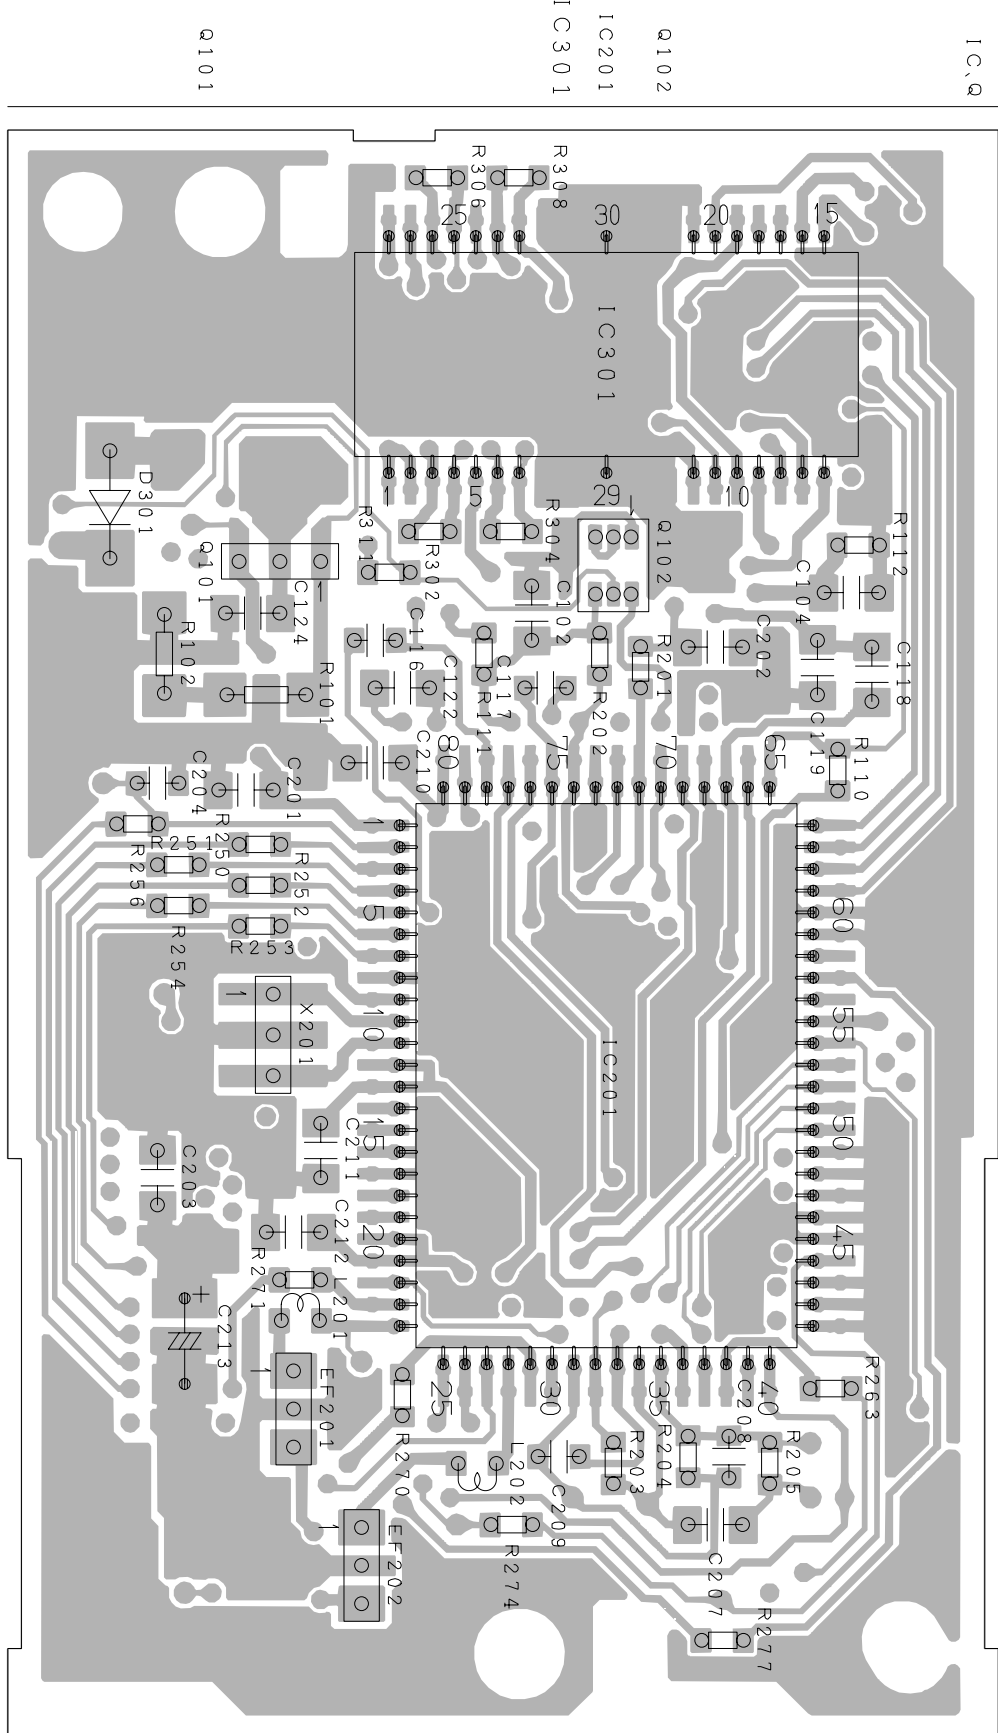 IC,Q
Q102
IC201
IC301
Q101
R306
R308
25
30
20
15
IC301
1
5
29
10
1
D301
R311
R302
R304
Q102
R112
Q101
1
C124
C102
C104
R102
R101
C116
C122
R111
C117
R202
R201
C202
C119
C118
R110
C204
C201
C210
80
75
70
65
R251
R250
R256
R252
R254
R253
1
5
10
15
20
60
55
50
45
1
X201
IC201
C211
C203
C212
R271
L201
+
C213
1
EF201
25
30
35
40
R263
R270
L202
C209
R203
R204
C208
R205
1
EF202
R274
C207
R277